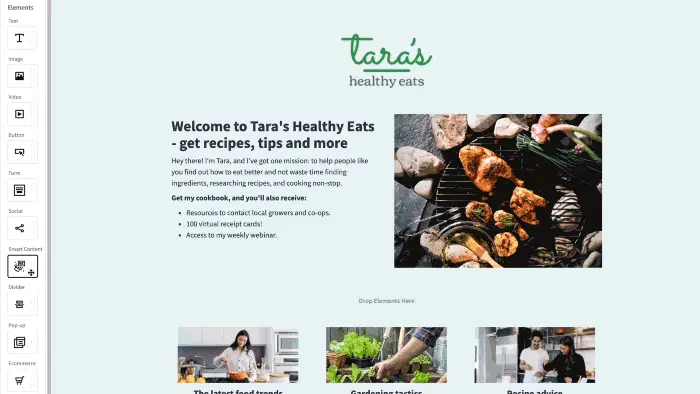 Elements
Text
Image
Video
Button
Form
Social
Smart Content
Divider
Pop-up
Ecommerce
tara's
healthy eats
Welcome to Tara's Healthy Eats
- get recipes, tips and more
Hey there! I'm Tara, and I've got one mission: to help people like
you find out how to eat better and not waste time finding
ingredients, researching recipes, and cooking non-stop.
Get my cookbook, and you'll also receive:
• Resources to contact local growers and co-ops.
• 100 virtual receipt cards!
• Access to my weekly webinar.
Drop Elements Here
The latest food trends
Gardening tactics
Recipe advice